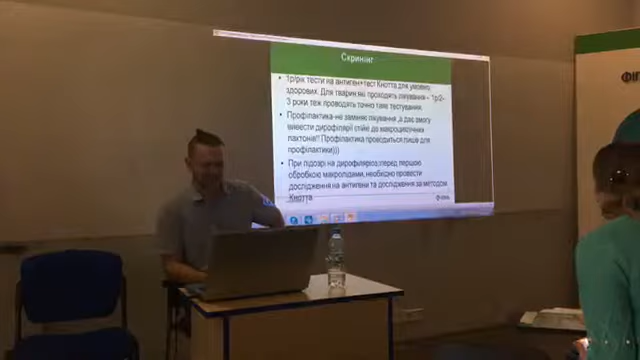 Скринінг
• 1р/рік тести на антиген+тест Кнотта для умовно
здорових. Для тварин які проходять лікування – 1р/2-
3 роки теж проводять точно таке тестування.
• Профілактика не заміняє лікування ,а дає змогу
вивести дирофілярії стійкі до макроциклічних
лактонів!! Профілактика проводиться лише для
профілактики)))
• При підозрі на дирофіляріоз,перед першою
обробкою макролідами, необхідно провести
дослідження на антигени та дослідження за методом
Кнотта